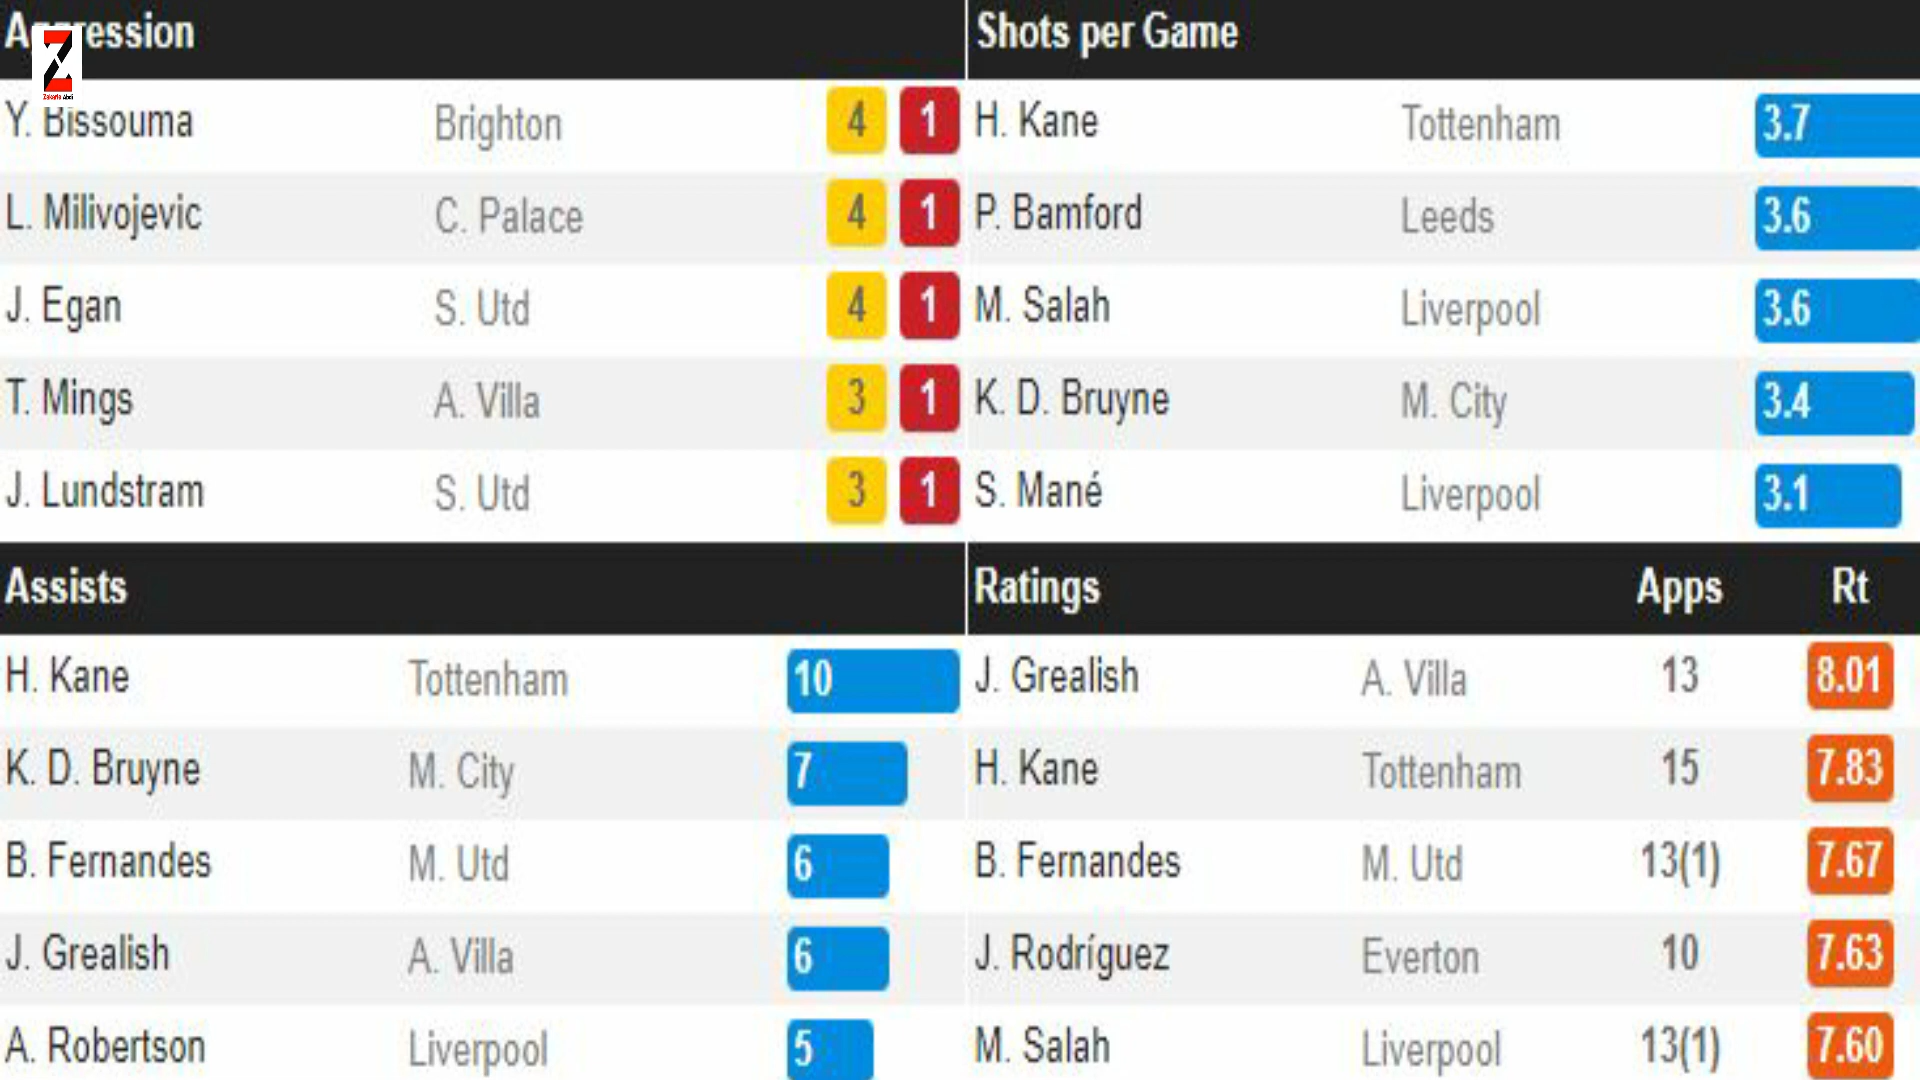 Aggression
Y. Bissouma Brighton 4 1
L. Milivojevic C. Palace 4 1
J. Egan S. Utd 4 1
T. Mings A. Villa 3 1
J. Lundstram S. Utd 3 1
Shots per Game
H. Kane Tottenham 3.7
P. Bamford Leeds 3.6
M. Salah Liverpool 3.6
K. D. Bruyne M. City 3.4
S. Mané Liverpool 3.1
Assists
H. Kane Tottenham 10
K. D. Bruyne M. City 7
B. Fernandes M. Utd 6
J. Grealish A. Villa 6
A. Robertson Liverpool 5
Ratings Apps Rt
J. Grealish A. Villa 13 8.01
H. Kane Tottenham 15 7.83
B. Fernandes M. Utd 13(1) 7.67
J. Rodríguez Everton 10 7.63
M. Salah Liverpool 13(1) 7.60